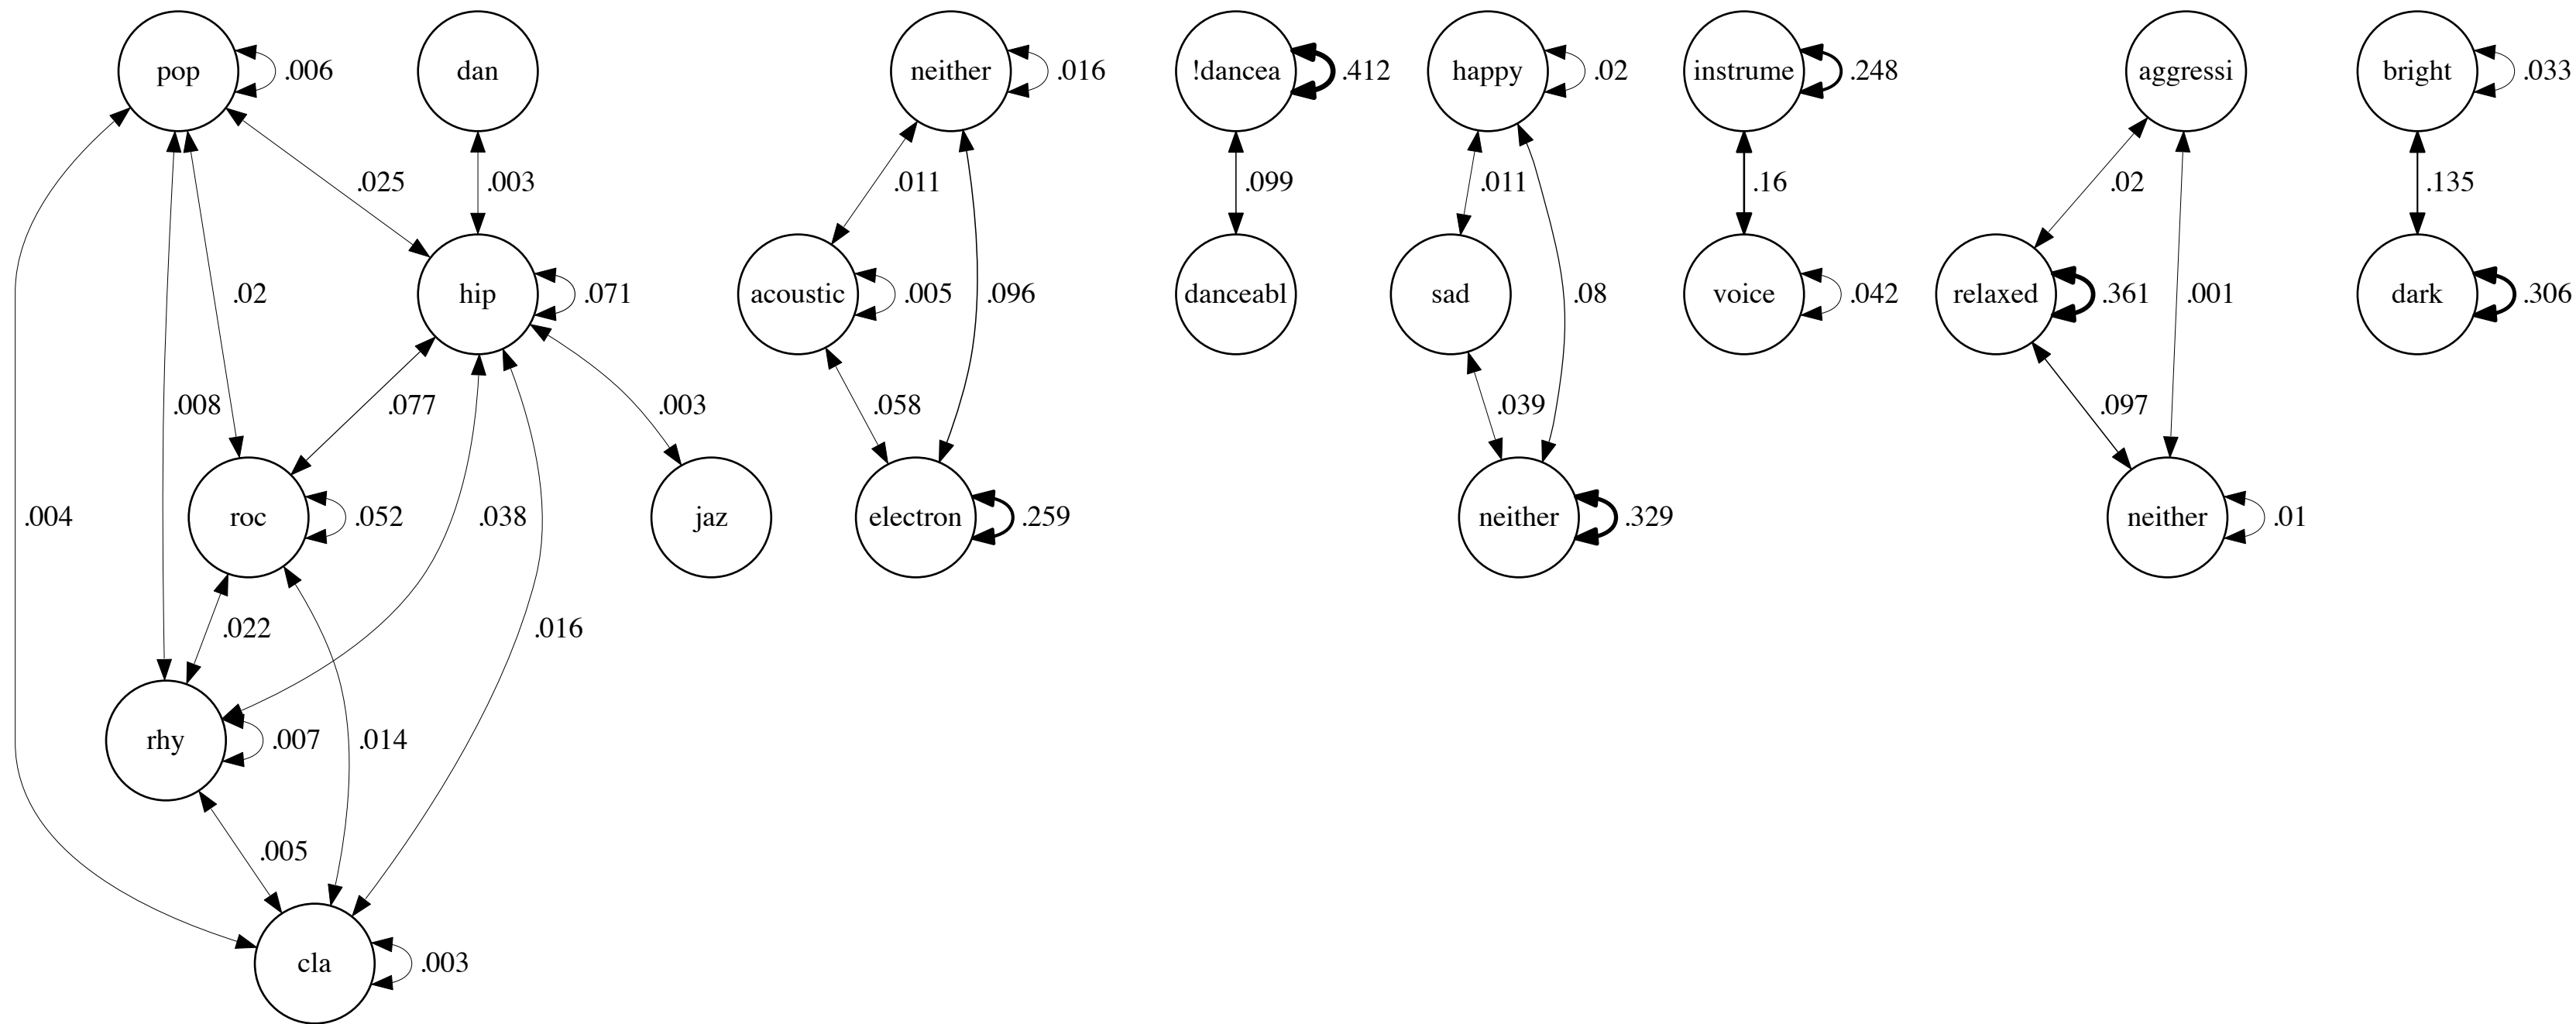 pop .006 dan neither .016 !dancea .412 happy .02 instrume .248 aggressi bright .033
.025 .003 .011 .099 .011 .16 .02 .135
.02 hip .071 acoustic .005 .096 danceabl sad .08 voice .042 relaxed .361 .001 dark .306
.008 .077 .003 .058 .039 .097
.004 roc .052 .038 jaz electron .259 neither .329 neither .01
.022 .016
rhy .007 .014
.005
cla .003